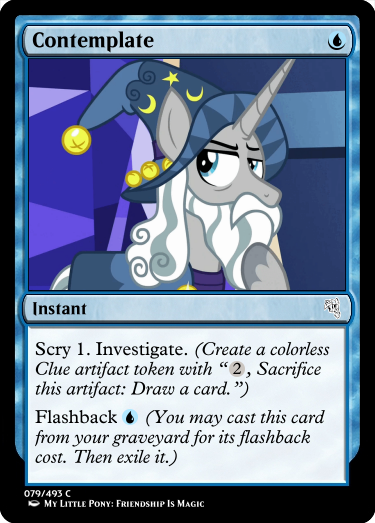 Contemplate
Instant
Scry 1. Investigate. (Create a colorless
Clue artifact token with “2, Sacrifice
this artifact: Draw a card.”)
Flashback (You may cast this card
from your graveyard for its flashback
cost. Then exile it.)
079/493 C
My Little Pony: Friendship Is Magic